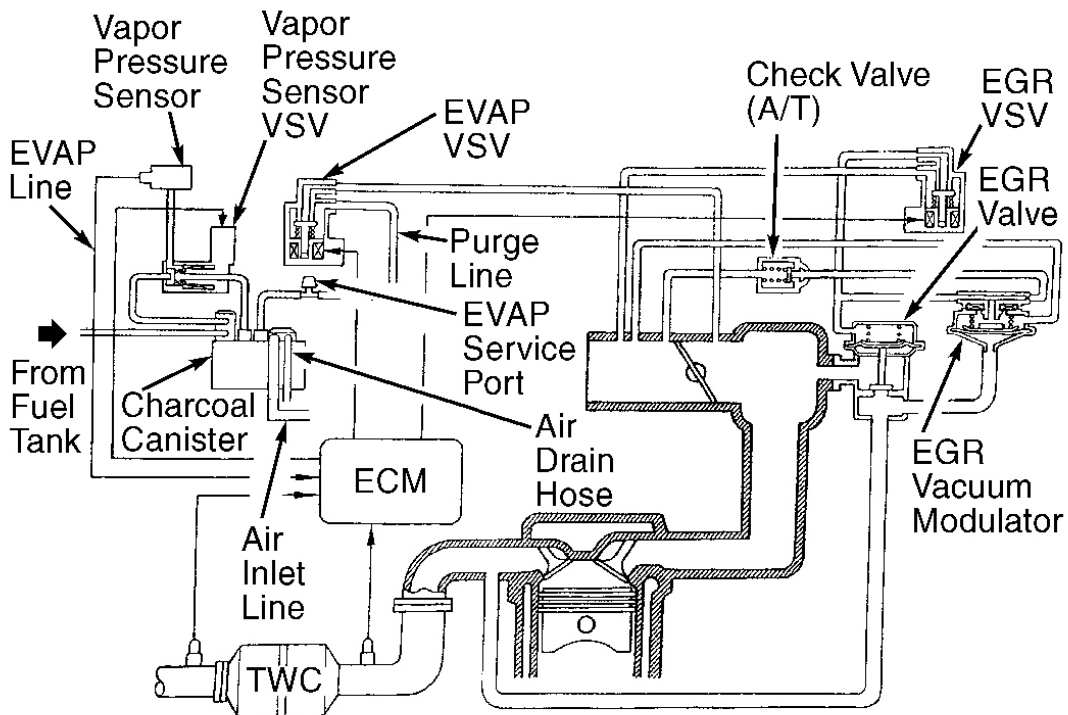 Vapor
Pressure
Sensor
Vapor
Pressure
Sensor
VSV
EVAP
Line
EVAP
VSV
Check Valve
(A/T)
EGR
VSV
EGR
Valve
Purge
Line
EVAP
Service
Port
From
Fuel
Tank
Charcoal
Canister
Air
Drain
Hose
ECM
EGR
Vacuum
Modulator
Air
Inlet
Line
TWC